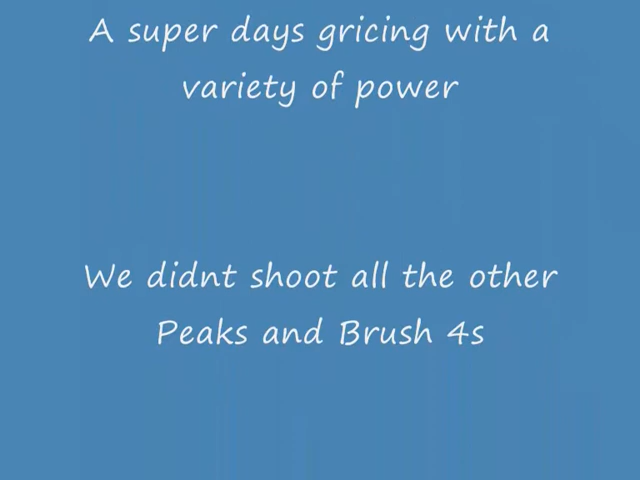 A super days gricing with a
variety of power
We didnt shoot all the other
Peaks and Brush 4s